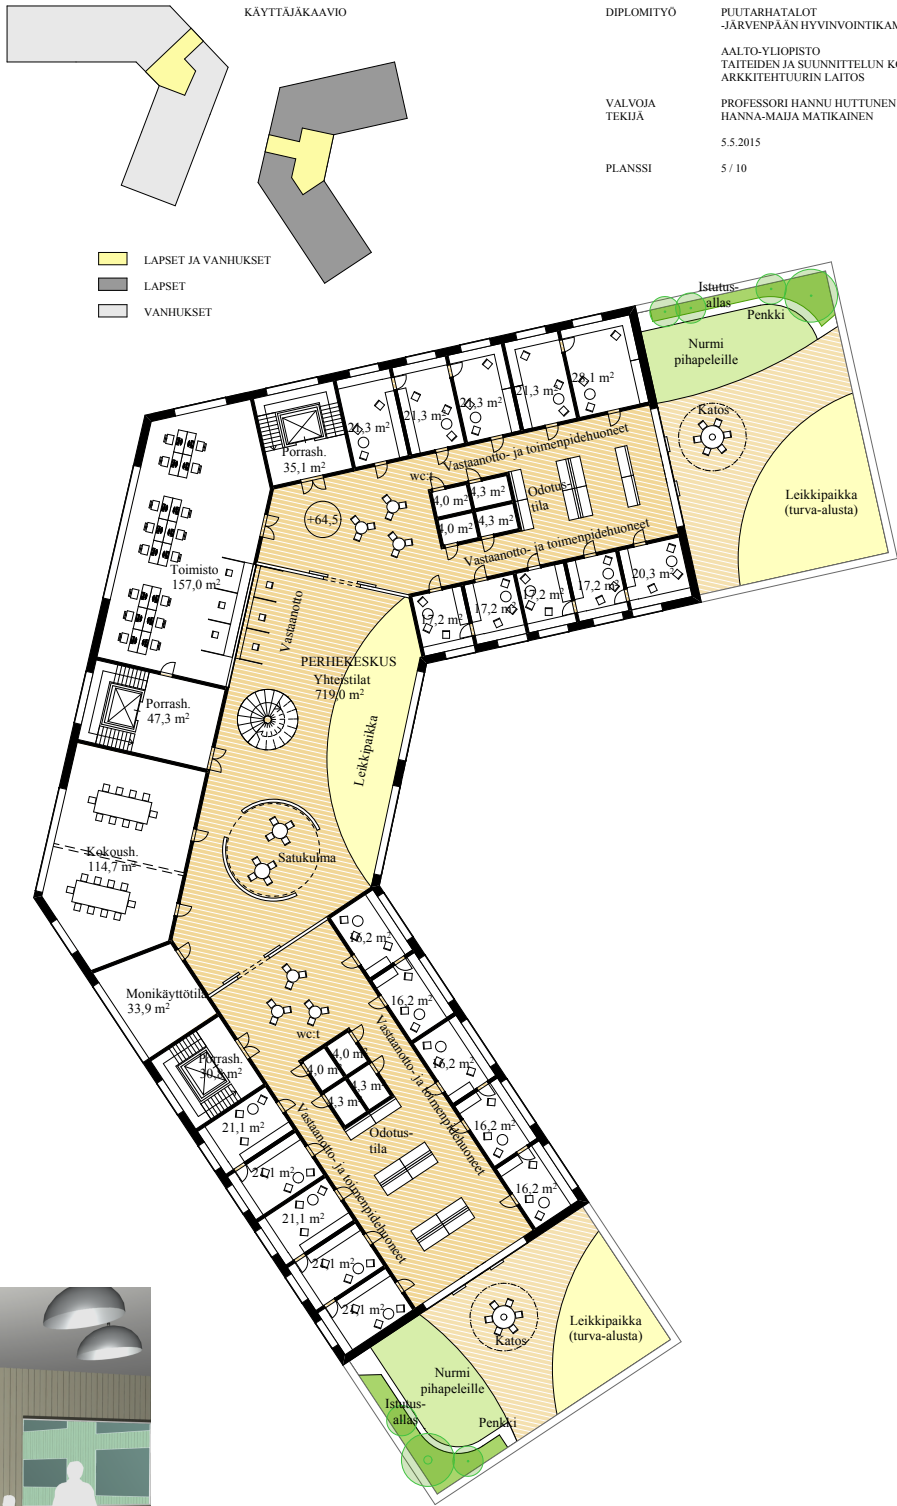 KÄYTTÄJÄKAAVIO
DIPLOMITYÖ
PUUTARHATALOT
-JÄRVENPÄÄN HYVINVOINTIKAM
AALTO-YLIOPISTO
TAITEIDEN JA SUUNNITTELUN KO
ARKKITEHTUURIN LAITOS
VALVOJA
PROFESSORI HANNU HUTTUNEN
TEKIJÄ
HANNA-MAIJA MATIKAINEN
5.5.2015
PLANSSI
5 / 10
LAPSET JA VANHUKSET
LAPSET
VANHUKSET
Istutus-
allas
Penkki
Nurmi
pihapeleille
Katos
Leikkipaikka
(turva-alusta)
28,1 m²
21,3 m²
21,3 m²
21,3 m²
21,3 m²
Porrash.
35,1 m²
Vastaanotto- ja toimenpidehuoneet
wc:t
4,0 m²
4,3 m²
4,0 m²
4,3 m²
Odotus-
tila
+64,5
Vastaanotto- ja toimenpidehuoneet
Toimisto
157,0 m²
Vastaanotto
17,2 m²
17,2 m²
17,2 m²
17,2 m²
20,3 m²
PERHEKESKUS
Yhteistilat
719,0 m²
Porrash.
47,3 m²
Leikkipaikka
Kokoush.
114,7 m²
Satukulma
Monikäyttötila
33,9 m²
16,2 m²
16,2 m²
16,2 m²
16,2 m²
16,2 m²
wc:t
4,0 m²
4,0 m²
4,3 m²
4,3 m²
Porrash.
30,8 m²
Vastaanotto- ja toimenpidehuoneet
Odotus-
tila
Vastaanotto- ja toimenpidehuoneet
21,1 m²
21,1 m²
21,1 m²
21,1 m²
21,1 m²
Katos
Leikkipaikka
(turva-alusta)
Nurmi
pihapeleille
Istutus-
allas
Penkki